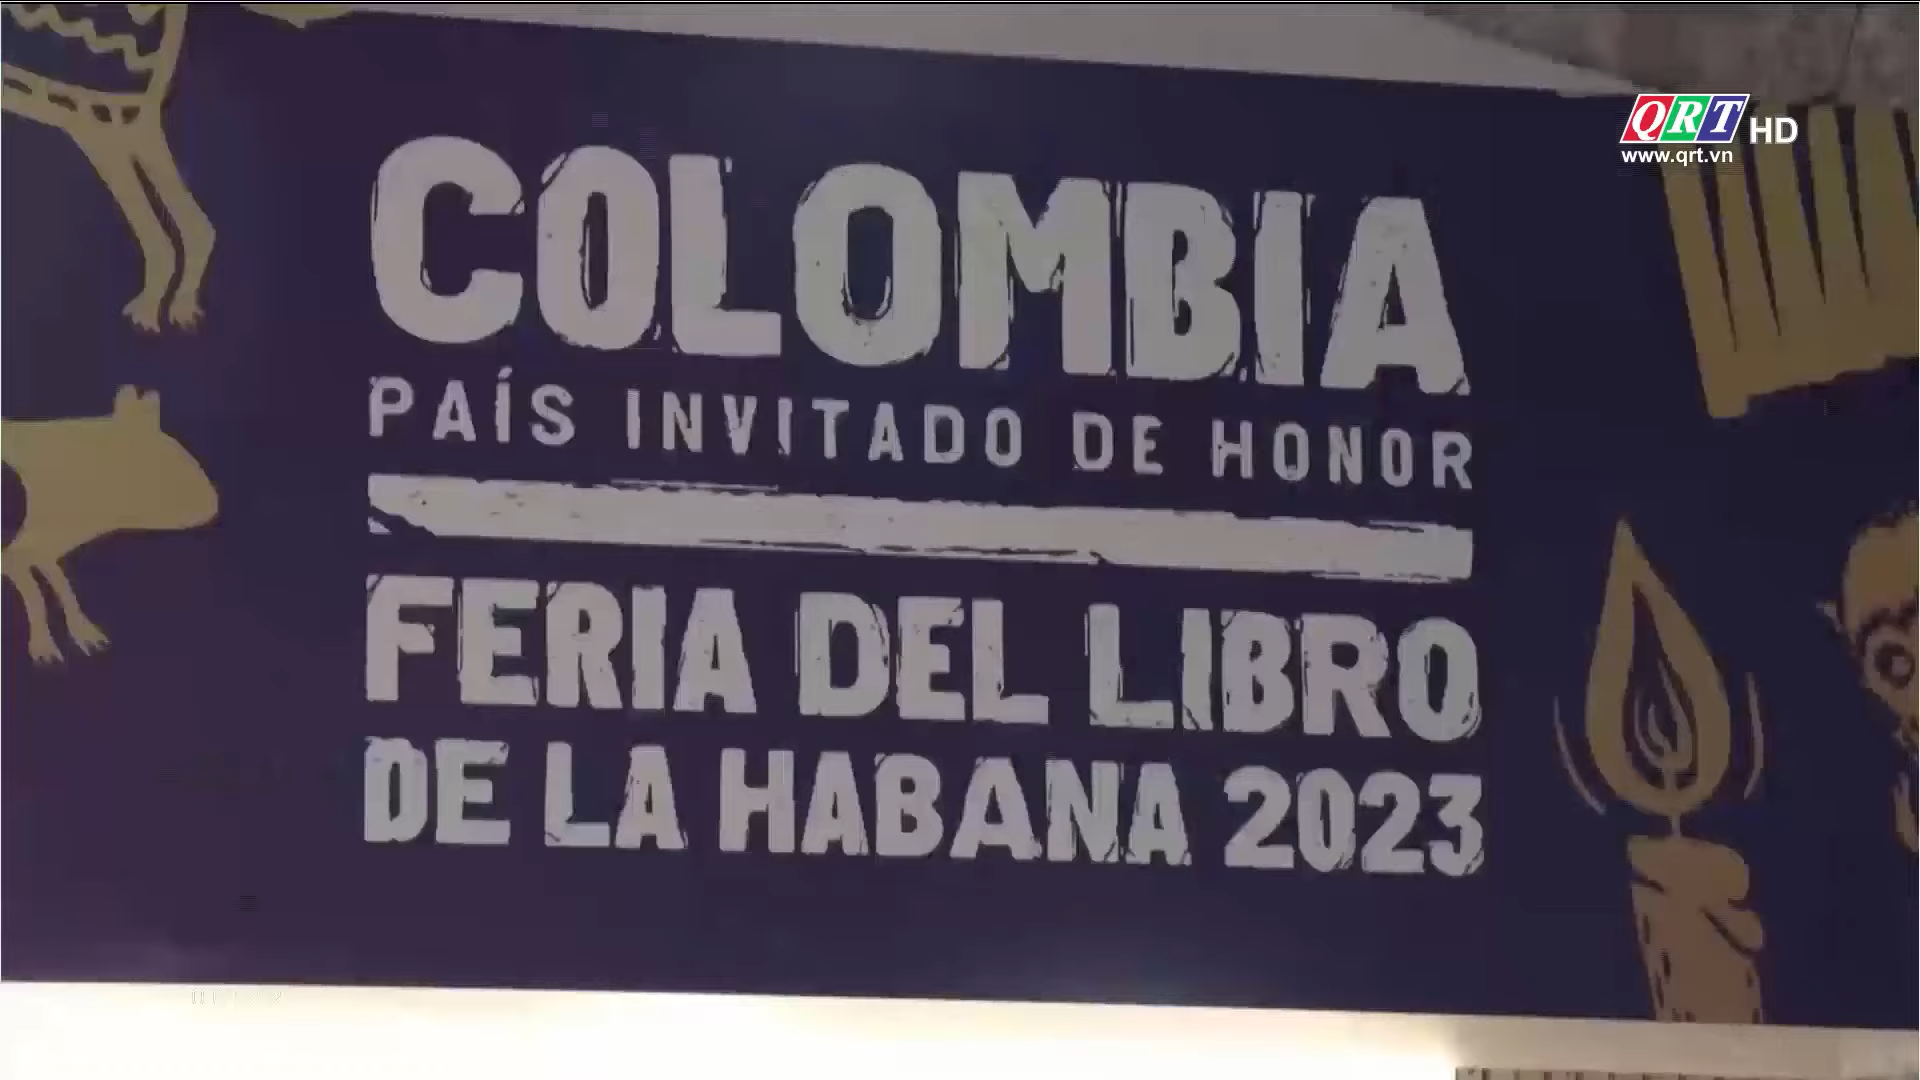 QRT HD
www.qrt.vn
COLOMBIA
PAÍS INVITADO DE HONOR
FERIA DEL LIBRO
DE LA HABANA 2023